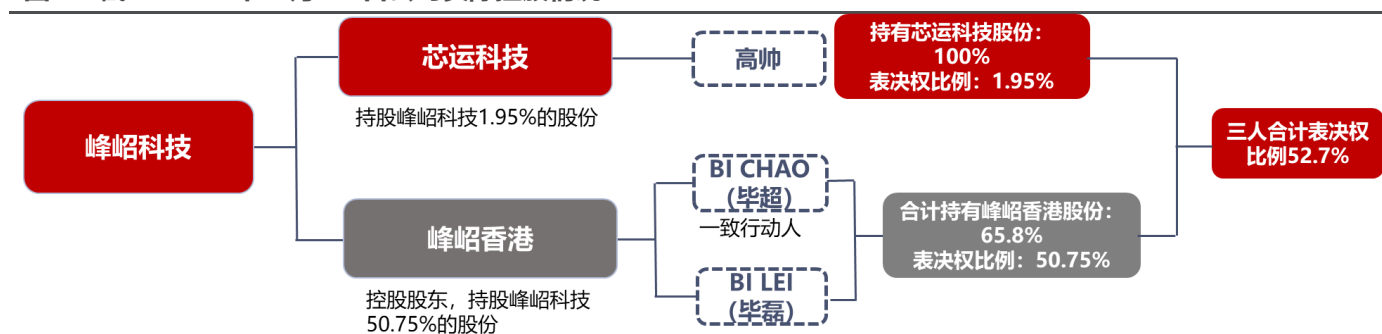 芯运科技
高帅
持有芯运科技股份：
100%
表决权比例：1.95%
持股峰岹科技1.95%的股份
峰岹科技
三人合计表决权
比例52.7%
BI CHAO
（毕超）
一致行动人
峰岹香港
合计持有峰岹香港股份：
65.8%
表决权比例：50.75%
BI LEI
（毕磊）
控股股东，持股峰岹科技
50.75%的股份